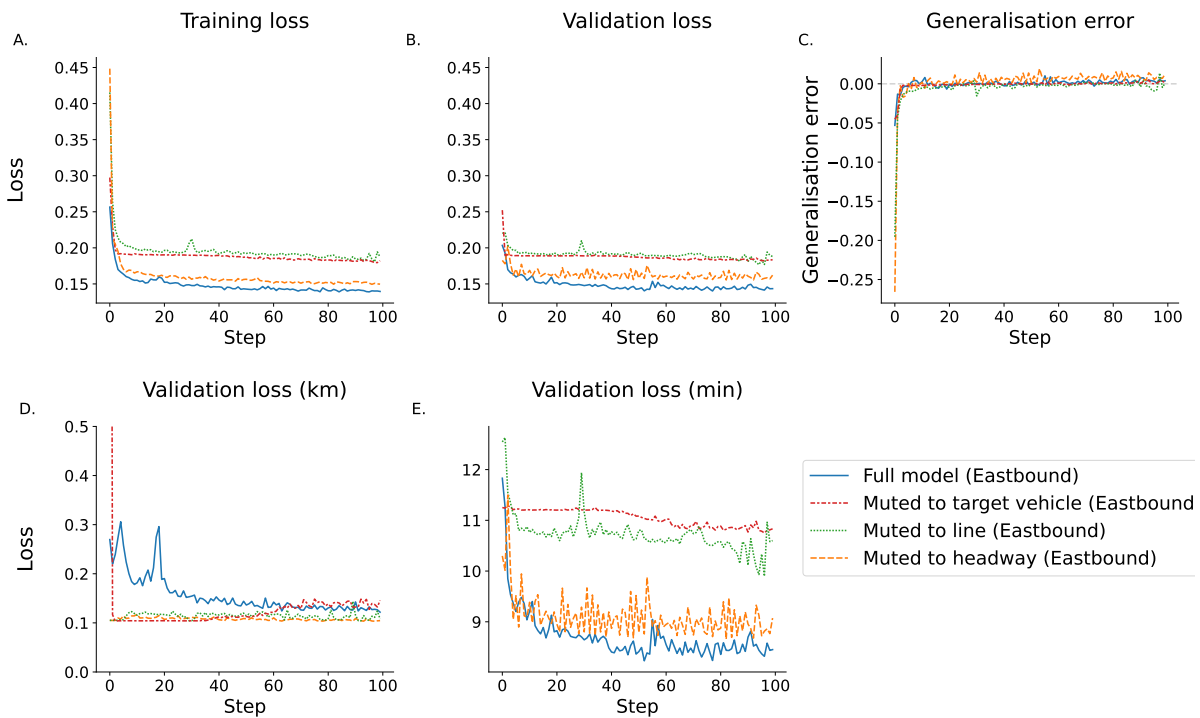 Training loss
Validation loss
Generalisation error
A.
B.
C.
0.45
0.40
0.35
0.30
0.25
0.20
0.15
Loss
0
20
40
60
80
100
Step
0.45
0.40
0.35
0.30
0.25
0.20
0.15
0
20
40
60
80
100
Step
0.00
−0.05
−0.10
−0.15
−0.20
−0.25
Generalisation error
0
20
40
60
80
100
Step
Validation loss (km)
Validation loss (min)
D.
E.
0.5
0.4
0.3
0.2
0.1
0.0
Loss
0
20
40
60
80
100
Step
12
11
10
9
0
20
40
60
80
100
Step
Full model (Eastbound)
Muted to target vehicle (Eastbound
Muted to line (Eastbound)
Muted to headway (Eastbound)